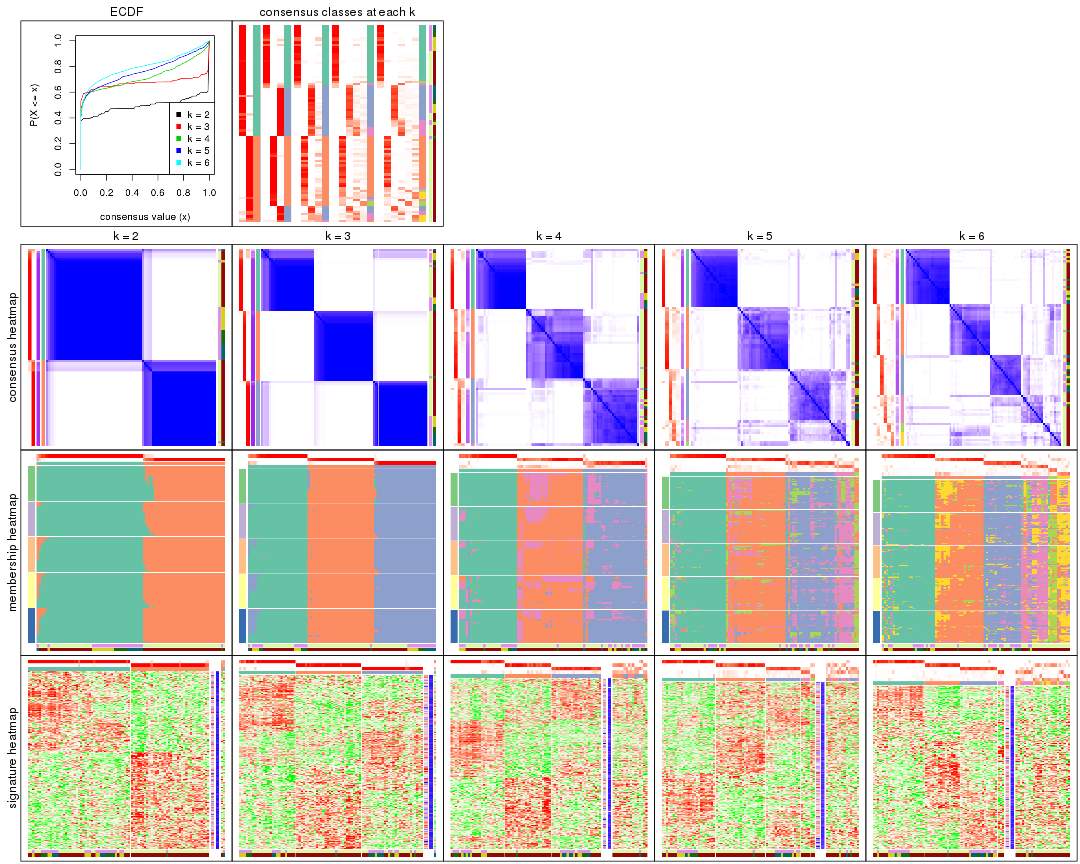 ECDF
consensus classes at each k
P(X <= x)
1.0
0.8
0.6
0.4
0.2
0.0
k = 2
k = 3
k = 4
k = 5
k = 6
0.0 0.2 0.4 0.6 0.8 1.0
consensus value (x)
k = 2
k = 3
k = 4
k = 5
k = 6
consensus heatmap
membership heatmap
signature heatmap